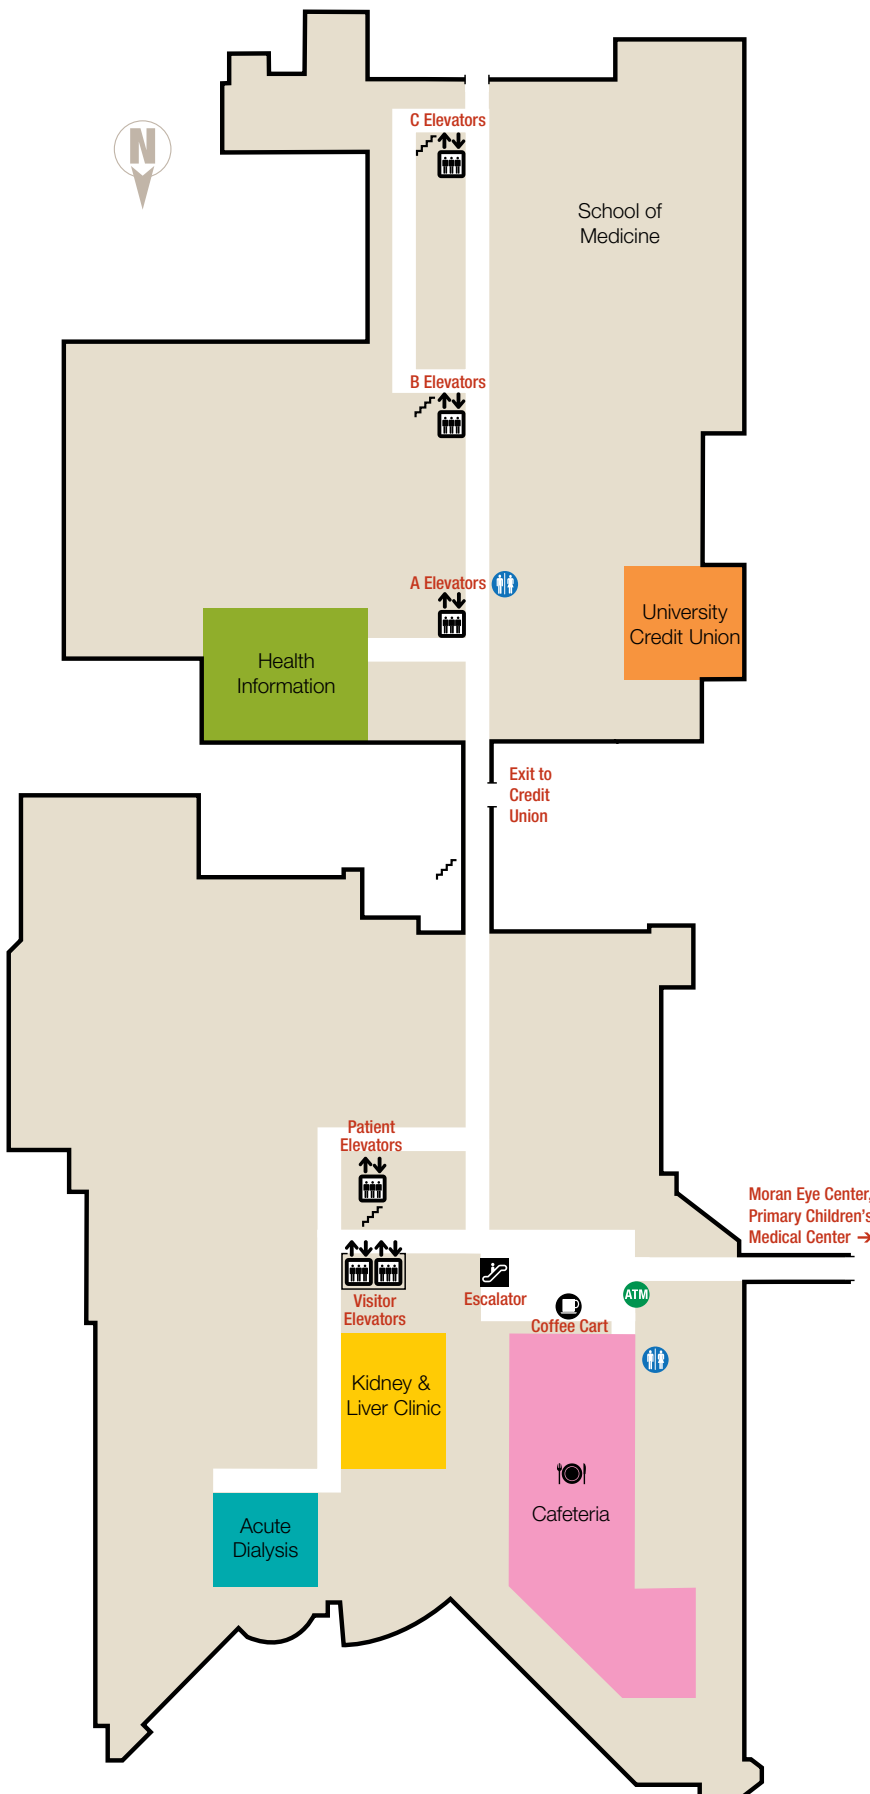 C Elevators
N
School of
Medicine
B Elevators
A Elevators
University
Credit Union
Health
Information
Exit to
Credit
Union
Patient
Elevators
Moran Eye Center,
Primary Children's
Medical Center →
Visitor
Elevators
Escalator
ATM
Coffee Cart
Kidney &
Liver Clinic
Cafeteria
Acute
Dialysis